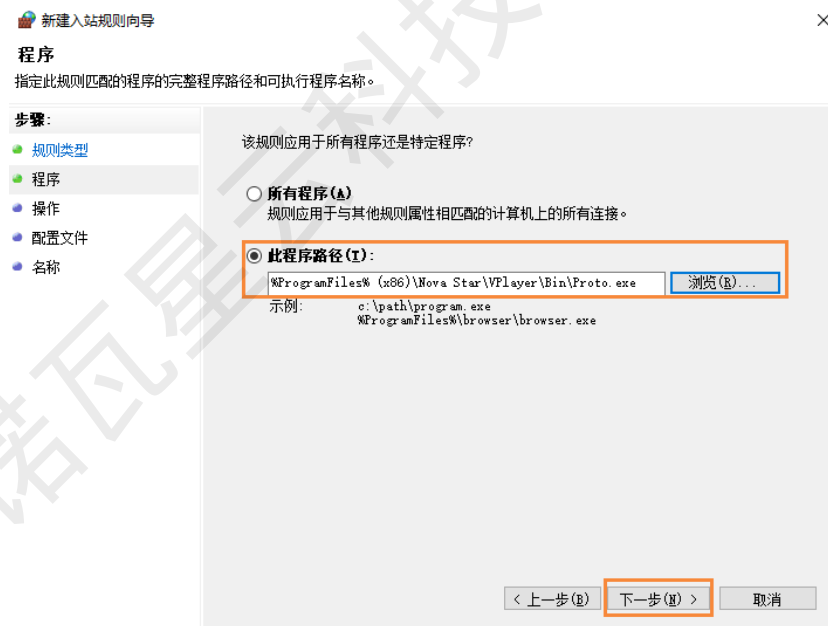 新建入站规则向导
程序
指定此规则匹配的程序的完整程序路径和可执行程序名称。
步骤:
规则类型
程序
操作
配置文件
名称
该规则应用于所有程序还是特定程序?
所有程序(A)
规则应用于与其他规则属性相匹配的计算机上的所有连接。
此程序路径(T):
%ProgramFiles% (x86)\Nova Star\VPlayer\Bin\Proto.exe
浏览(R)...
示例:
c:\path\program.exe
%ProgramFiles%\browser\browser.exe
< 上一步(B)
下一步(N) >
取消
诺瓦星云科技